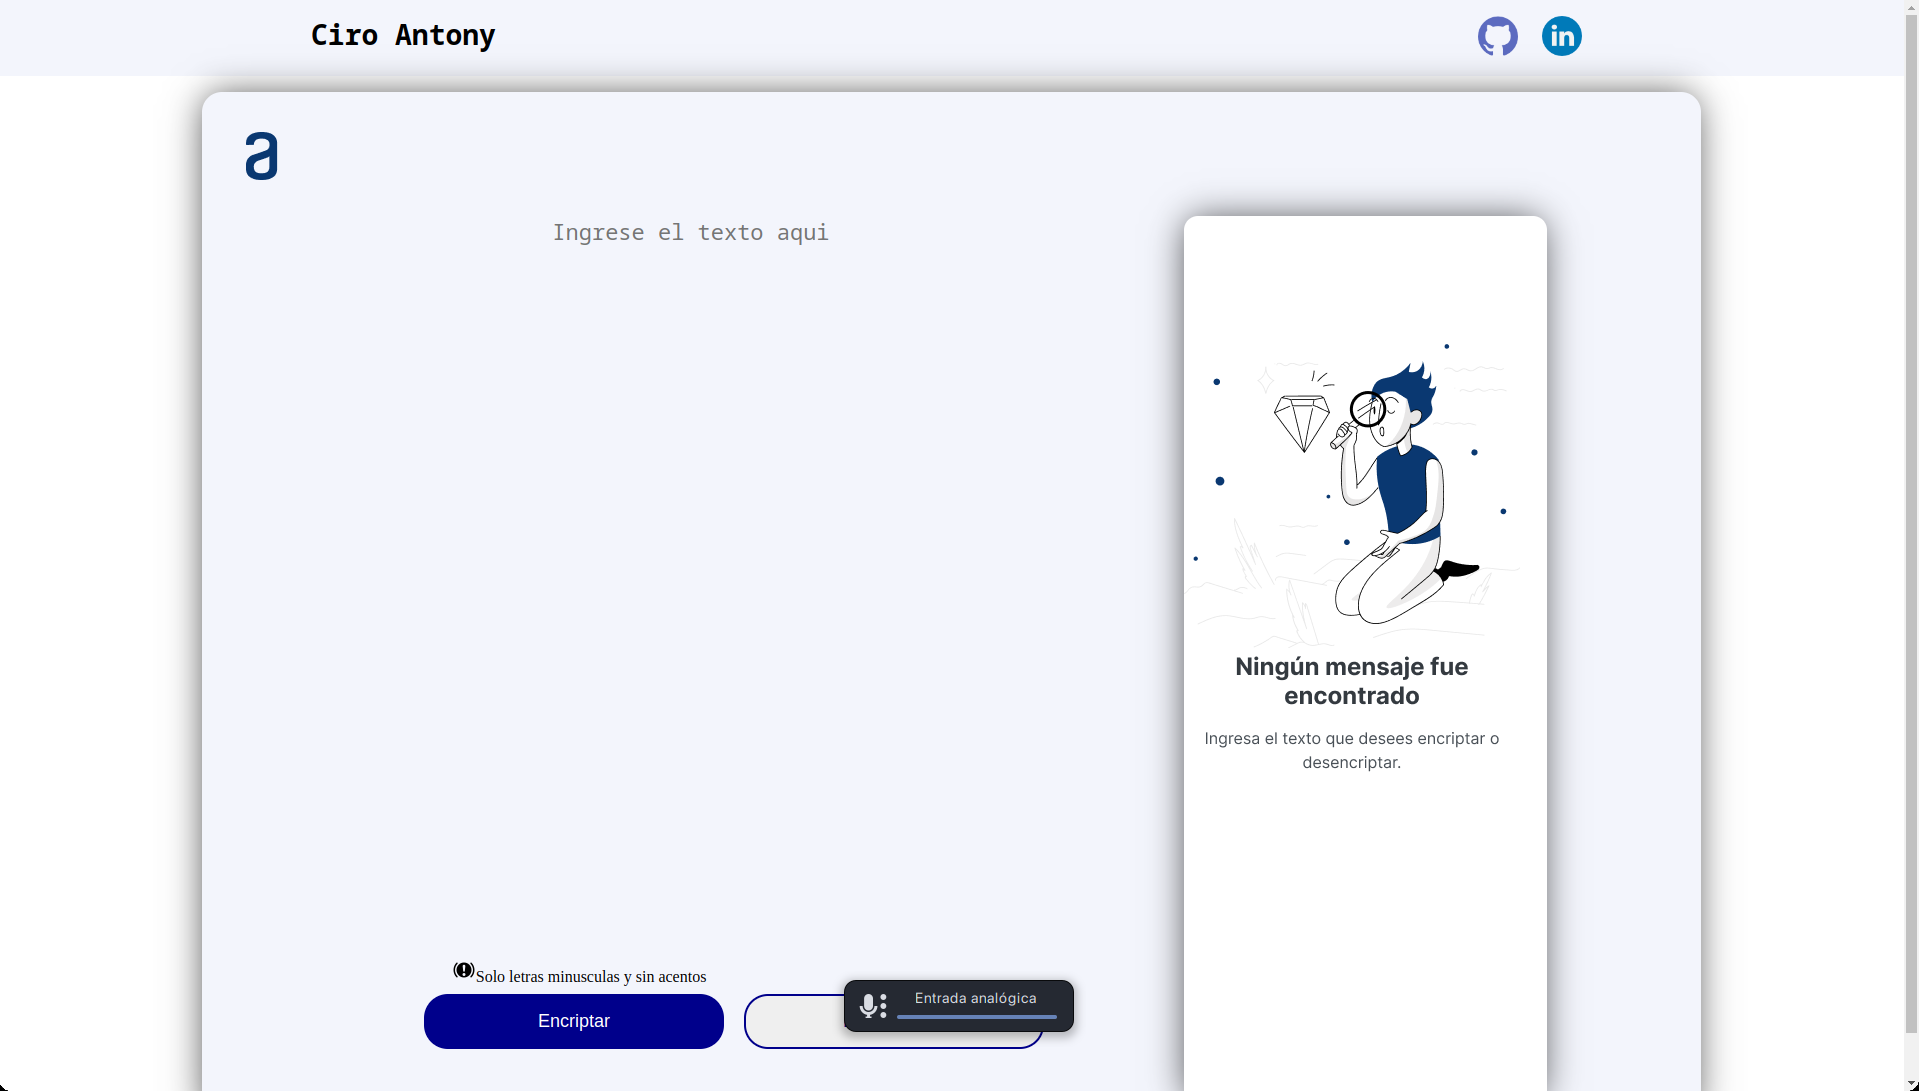 Ciro Antony
a
Ingrese el texto aqui
Ningún mensaje fue
encontrado
Ingresa el texto que desees encriptar o
desencriptar.
Solo letras minusculas y sin acentos
Encriptar
Entrada analógica